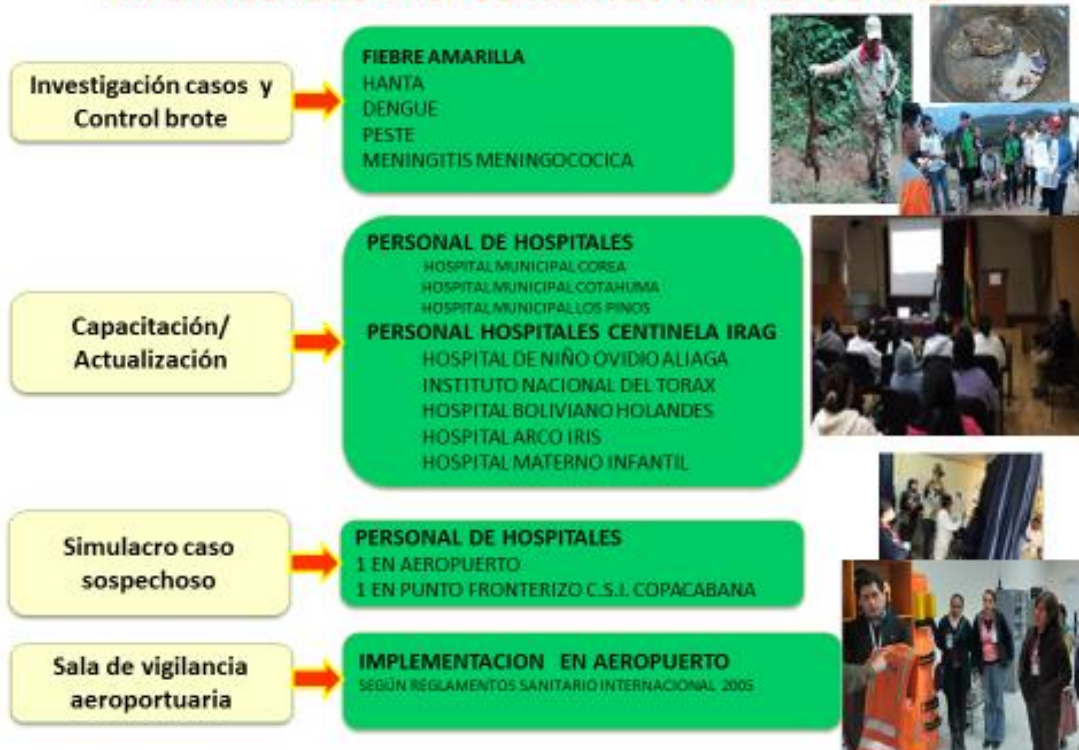 Investigación casos y
Control brote
FIEBRE AMARILLA
HANTA
DENGUE
PESTE
MENINGITIS MENINGOCOCICA
Capacitación/
Actualización
PERSONAL DE HOSPITALES
HOSPITAL MUNICIPAL COREA
HOSPITAL MUNICIPAL COTAHUMA
HOSPITAL MUNICIPAL LOS PINOS
PERSONAL HOSPITALES CENTINELA IRAG
HOSPITAL DE NIÑO OVIDIO ALIAGA
INSTITUTO NACIONAL DEL TORAX
HOSPITAL BOLIVIANO HOLANDES
HOSPITAL ARCO IRIS
HOSPITAL MATERNO INFANTIL
Simulacro caso
sospechoso
PERSONAL DE HOSPITALES
1 EN AEROPUERTO
1 EN PUNTO FRONTERIZO C.S.I. COPACABANA
Sala de vigilancia
aeroportuaria
IMPLEMENTACION EN AEROPUERTO
SEGÚN REGLAMENTOS SANITARIO INTERNACIONAL 2005